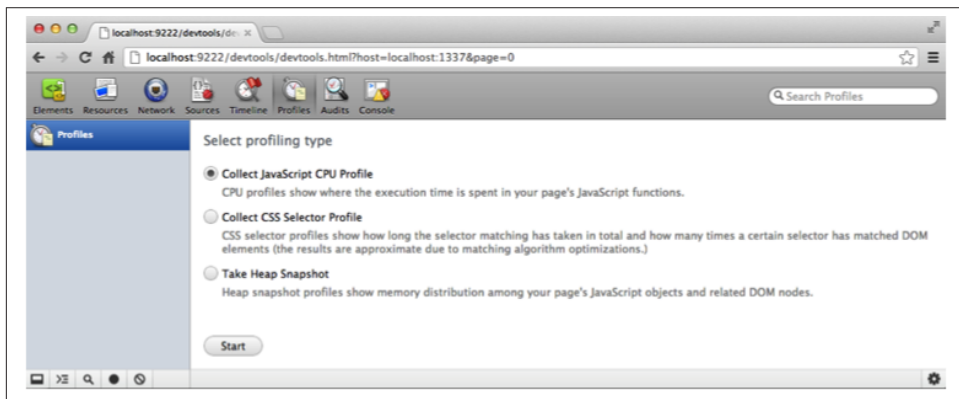 localhost:9222/devtools/de
localhost:9222/devtools/devtools.html?host=localhost:1337&page=0
Elements Resources Network Sources Timeline Profiles Audits Console
Search Profiles
Profiles
Select profiling type
Collect JavaScript CPU Profile
CPU profiles show where the execution time is spent in your page's JavaScript functions.
Collect CSS Selector Profile
CSS selector profiles show how long the selector matching has taken in total and how many times a certain selector has matched DOM
elements (the results are approximate due to matching algorithm optimizations.)
Take Heap Snapshot
Heap snapshot profiles show memory distribution among your page's JavaScript objects and related DOM nodes.
Start